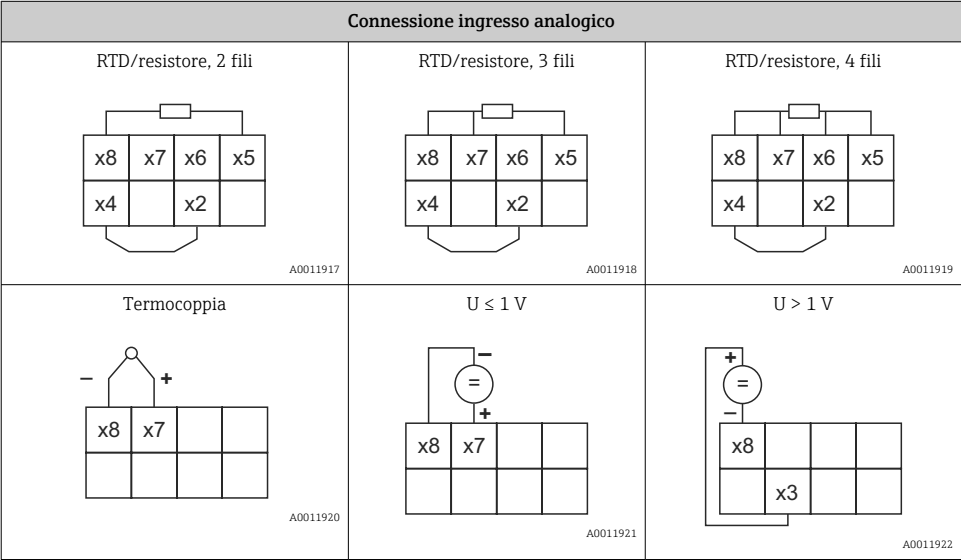 Connessione ingresso analogico
RTD/resistore, 2 fili
x8 x7 x6 x5
x4 x2
A0011917
RTD/resistore, 3 fili
x8 x7 x6 x5
x4 x2
A0011918
RTD/resistore, 4 fili
x8 x7 x6 x5
x4 x2
A0011919
Termocoppia
– +
x8 x7
A0011920
U ≤ 1 V
–
=
+
x8 x7
A0011921
U > 1 V
+
=
–
x8
x3
A0011922